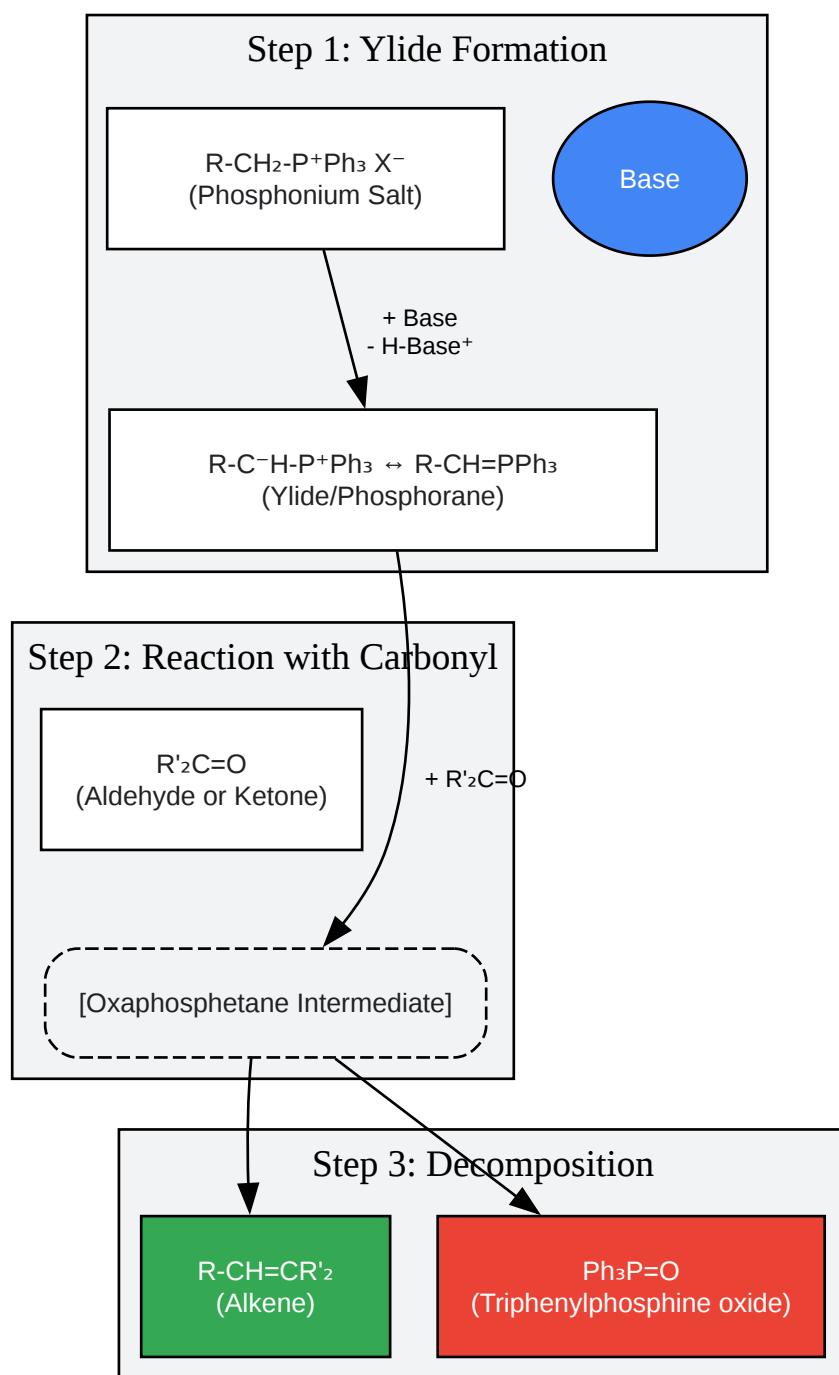 Step 1: Ylide Formation
R-CH₂-P⁺Ph₃ X⁻
(Phosphonium Salt)
Base
+ Base
- H-Base⁺
R-C⁻H-P⁺Ph₃ ↔ R-CH=PPh₃
(Ylide/Phosphorane)
Step 2: Reaction with Carbonyl
R'₂C=O
(Aldehyde or Ketone)
+ R'₂C=O
[Oxaphosphetane Intermediate]
Step 3: Decomposition
R-CH=CR'₂
(Alkene)
Ph₃P=O
(Triphenylphosphine oxide)